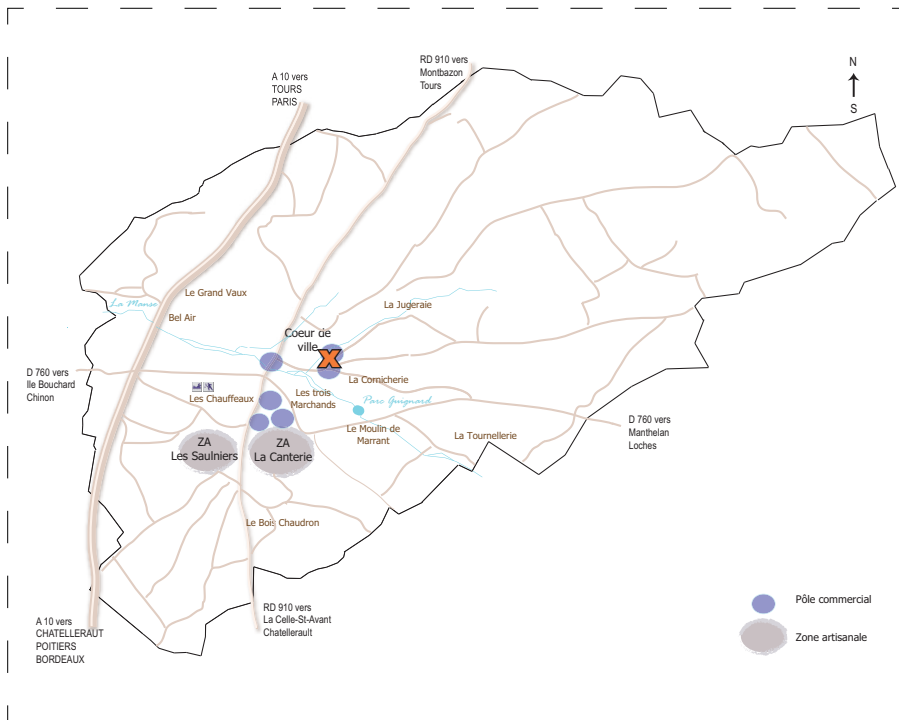 RD 910 vers
Montbazon
Tours
A 10 vers
TOURS
PARIS
N
S
Le Grand Vaux
La Manse
Bel Air
La Jugeraie
Coeur de
ville
X
D 760 vers
Ile Bouchard
Chinon
La Cornicherie
Les Chauffeaux
Les trois
Marchands
Parc Guignard
Le Moulin de
Marrant
La Tournellerie
D 760 vers
Manthelan
Loches
ZA
Les Saulniers
ZA
La Canterie
Le Bois Chaudron
A 10 vers
CHATELLERAUT
POITIERS
BORDEAUX
RD 910 vers
La Celle-St-Avant
Chatellerault
Pôle commercial
Zone artisanale